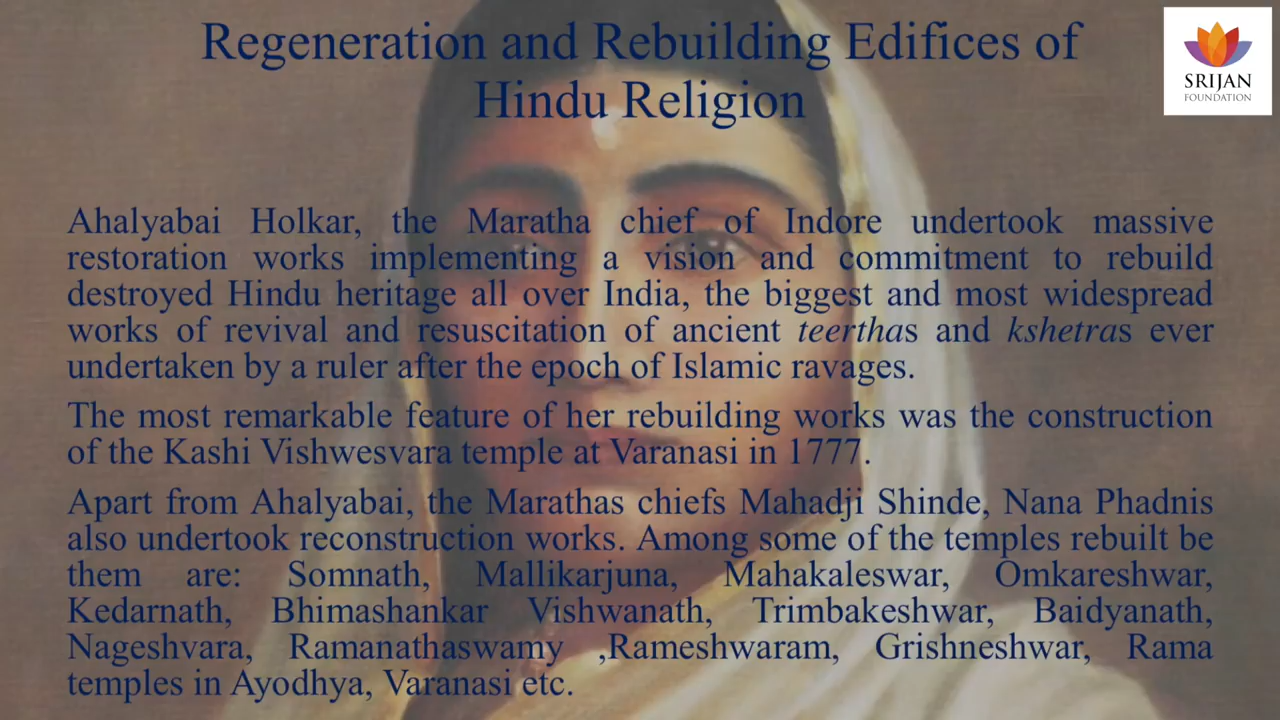 Regeneration and Rebuilding Edifices of
Hindu Religion
SRIJAN
FOUNDATION
Ahalyabai Holkar, the Maratha chief of Indore undertook massive
restoration works implementing a vision and commitment to rebuild
destroyed Hindu heritage all over India, the biggest and most widespread
works of revival and resuscitation of ancient teerthas and kshetras ever
undertaken by a ruler after the epoch of Islamic ravages.
The most remarkable feature of her rebuilding works was the construction
of the Kashi Vishwesvara temple at Varanasi in 1777.
Apart from Ahalyabai, the Marathas chiefs Mahadji Shinde, Nana Phadnis
also undertook reconstruction works. Among some of the temples rebuilt be
them are: Somnath, Mallikarjuna, Mahakaleswar, Omkareshwar,
Kedarnath, Bhimashankar Vishwanath, Trimbakeshwar, Baidyanath,
Nageshvara, Ramanathaswamy ,Rameshwaram, Grishneshwar, Rama
temples in Ayodhya, Varanasi etc.